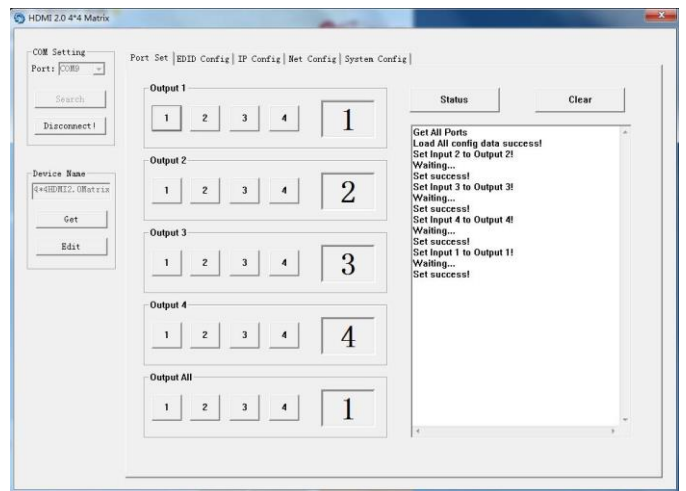 HDMI 2.0 4*4 Matrix
COM Setting
Port: COM9
Search
Disconnect!
Device Name
4*4HDMI2.0Matrix
Get
Edit
Port Set EDID Config IP Config Net Config System Config
Output 1
1 2 3 4 1
Output 2
1 2 3 4 2
Output 3
1 2 3 4 3
Output 4
1 2 3 4 4
Output All
1 2 3 4 1
Status Clear
Get All Ports
Load All config data success!
Set Input 2 to Output 2!
Waiting...
Set success!
Set Input 3 to Output 3!
Waiting...
Set success!
Set Input 4 to Output 4!
Waiting...
Set success!
Set Input 1 to Output 1!
Waiting...
Set success!